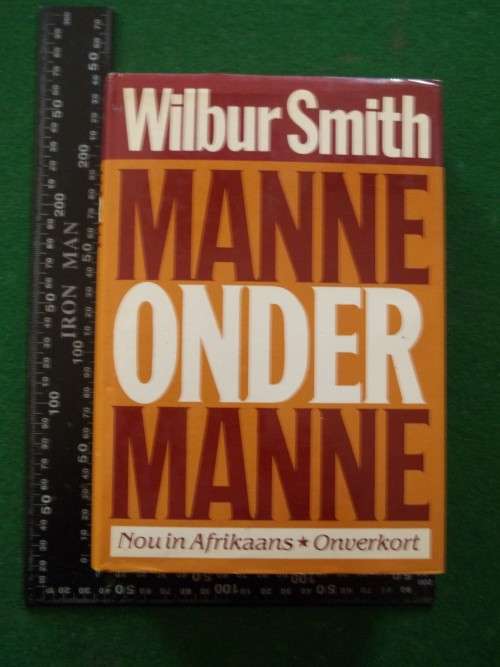 Wilbur Smith
MANNE
ONDER
MANNE
Nou in Afrikaans ★ Onverkort
IRON MAN